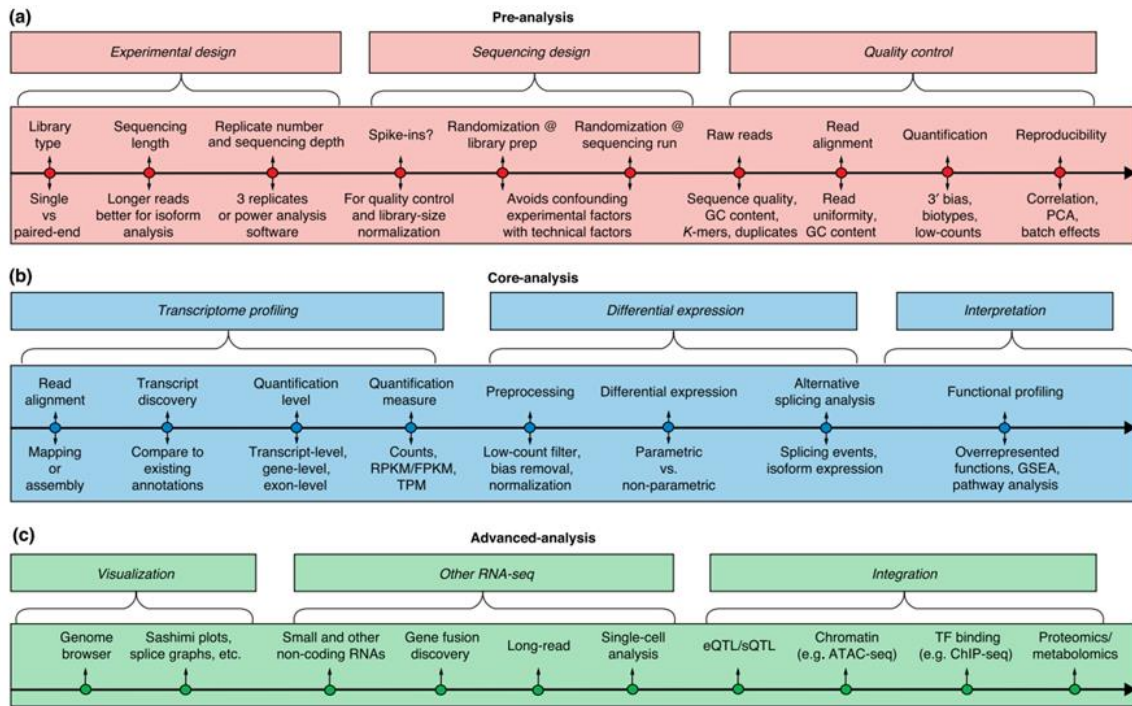 (a)
Pre-analysis
Experimental design
Sequencing design
Quality control
Library
type
Sequencing
length
Replicate number
and sequencing depth
Spike-ins?
Randomization @
library prep
Randomization @
sequencing run
Raw reads
Read
alignment
Quantification
Reproducibility
Single
vs
paired-end
Longer reads
better for isoform
analysis
3 replicates
or power analysis
software
For quality control
and library-size
normalization
Avoids confounding
experimental factors
with technical factors
Sequence quality,
GC content,
K-mers, duplicates
Read
uniformity,
GC content
3′ bias,
biotypes,
low-counts
Correlation,
PCA,
batch effects
(b)
Core-analysis
Transcriptome profiling
Differential expression
Interpretation
Read
alignment
Transcript
discovery
Quantification
level
Quantification
measure
Preprocessing
Differential expression
Alternative
splicing analysis
Functional profiling
Mapping
or
assembly
Compare to
existing
annotations
Transcript-level,
gene-level,
exon-level
Counts,
RPKM/FPKM,
TPM
Low-count filter,
bias removal,
normalization
Parametric
vs.
non-parametric
Splicing events,
isoform expression
Overrepresented
functions, GSEA,
pathway analysis
(c)
Advanced-analysis
Visualization
Other RNA-seq
Integration
Genome
browser
Sashimi plots,
splice graphs, etc.
Small and other
non-coding RNAs
Gene fusion
discovery
Long-read
Single-cell
analysis
eQTL/sQTL
Chromatin
(e.g. ATAC-seq)
TF binding
(e.g. ChIP-seq)
Proteomics/
metabolomics